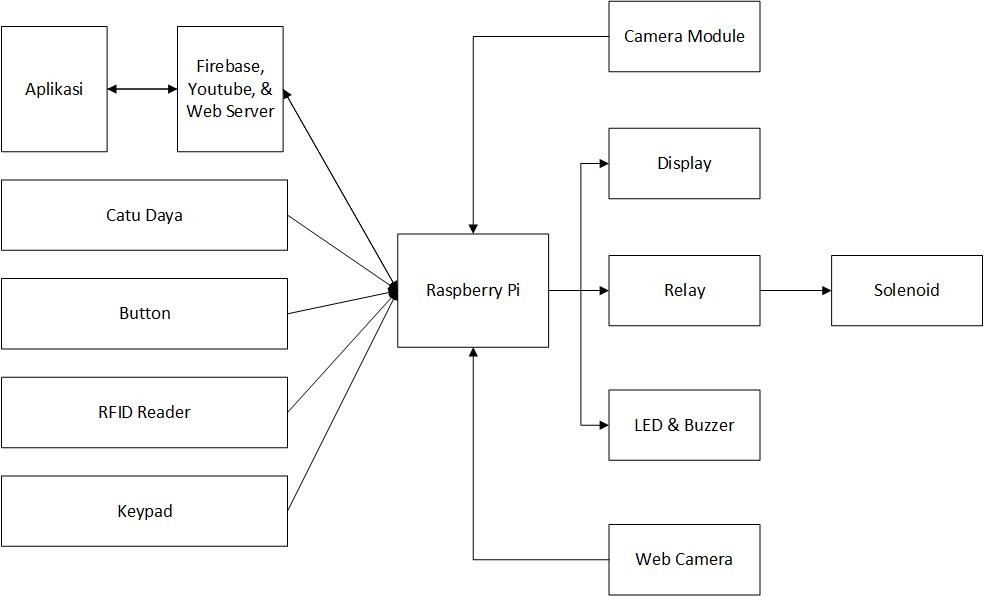 Camera Module
Aplikasi
Firebase,
Youtube, &
Web Server
Display
Catu Daya
Raspberry Pi
Relay
Solenoid
Button
RFID Reader
LED & Buzzer
Keypad
Web Camera